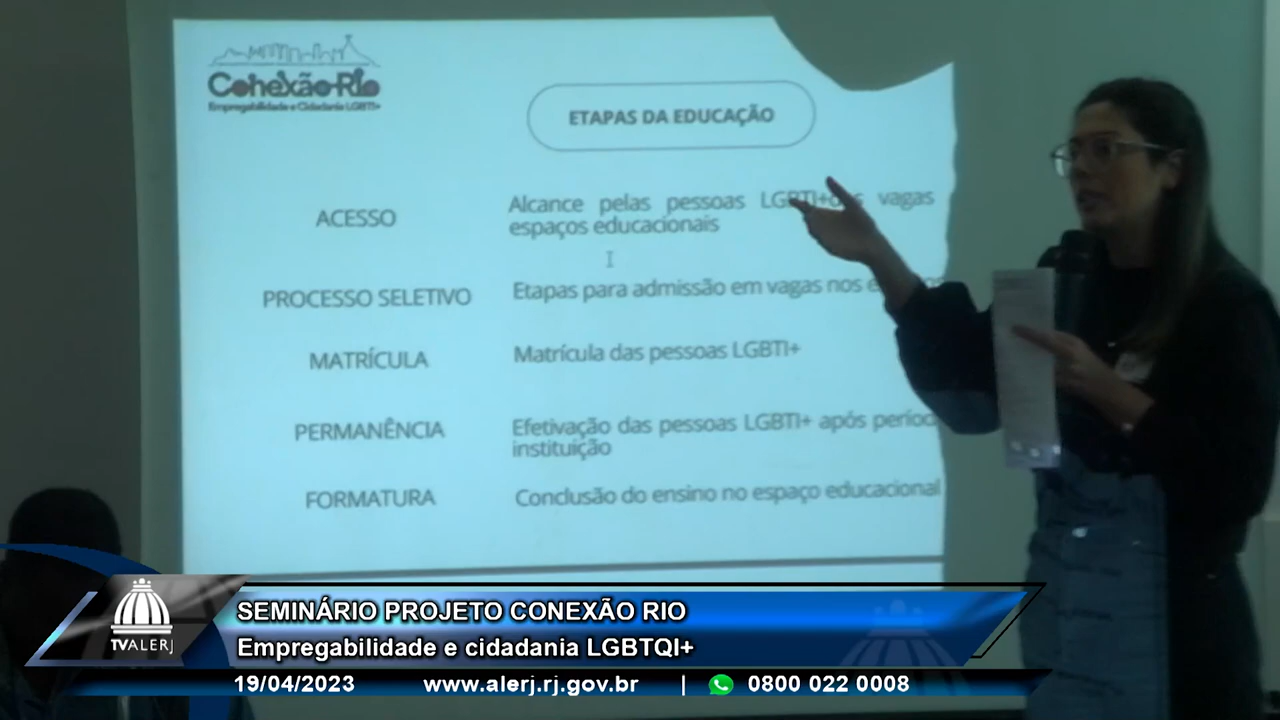 Conexão Rio
Empregabilidade e Cidadania LGBTI+
ETAPAS DA EDUCAÇÃO
ACESSO
Alcance pelas pessoas LGBTI+ das vagas
espaços educacionais
PROCESSO SELETIVO
Etapas para admissão em vagas nos
MATRÍCULA
Matrícula das pessoas LGBTI+
PERMANÊNCIA
Efetivação das pessoas LGBTI+ após
instituição
FORMATURA
Conclusão do ensino no espaço educacional
TVALERJ
SEMINÁRIO PROJETO CONEXÃO RIO
Empregabilidade e cidadania LGBTQI+
19/04/2023 www.alerj.rj.gov.br | 0800 022 0008